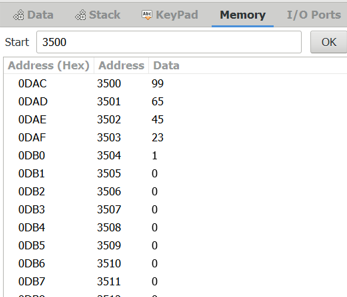 Data Stack KeyPad Memory I/O Ports
Start 3500 OK
Address (Hex) Address Data
0DAC 3500 99
0DAD 3501 65
0DAE 3502 45
0DAF 3503 23
0DB0 3504 1
0DB1 3505 0
0DB2 3506 0
0DB3 3507 0
0DB4 3508 0
0DB5 3509 0
0DB6 3510 0
0DB7 3511 0